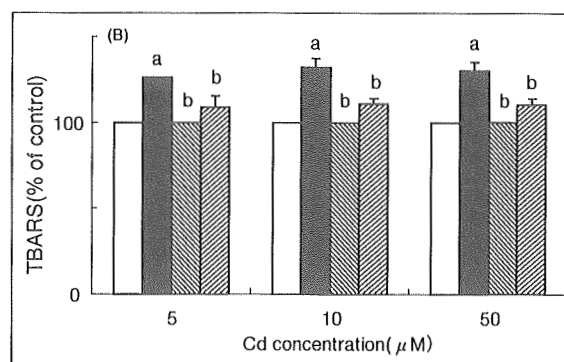 (B)
a
a
a
b
b
b
b
b
b
100
0
TBARS(% of control)
5
10
50
Cd concentration( μM)